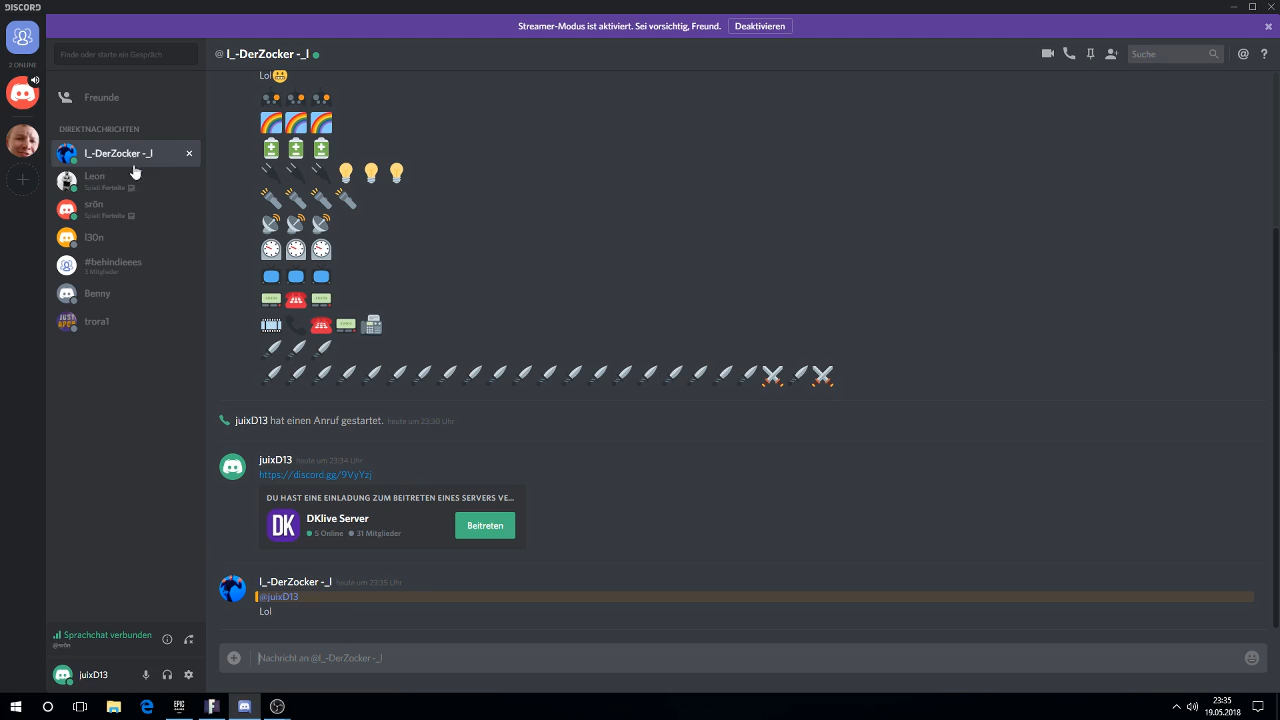 DISCORD
Streamer-Modus ist aktiviert. Sei vorsichtig, Freund. Deaktivieren
Finde oder starte ein Gespräch
@ l_-DerZocker -_l
Suche
2 ONLINE
Freunde
DIREKTNACHRICHTEN
l_-DerZocker -_l
Leon
Spielt Fortnite
srön
Spielt Fortnite
l30n
#behindieees
3 Mitglieder
Benny
trora1
Lol
juixD13 hat einen Anruf gestartet. heute um 23:30 Uhr
juixD13 heute um 23:34 Uhr
https://discord.gg/9VyYzj
DU HAST EINE EINLADUNG ZUM BEITRETEN EINES SERVERS VE...
DK
DKlive Server
5 Online 31 Mitglieder
Beitreten
l_-DerZocker -_l heute um 23:35 Uhr
@juixD13
Lol
Nachricht an @l_-DerZocker -_l
Sprachchat verbunden
@srön
juixD13
EPIC
23:35
19.05.2018